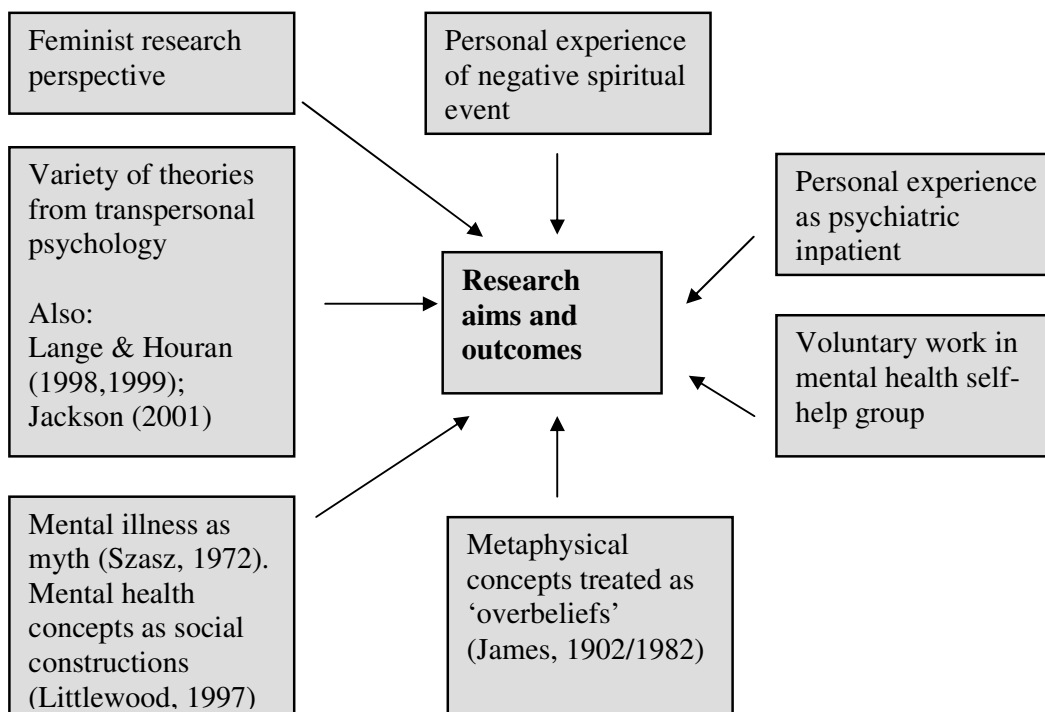 Feminist research
perspective
Personal experience
of negative spiritual
event
Variety of theories
from transpersonal
psychology
Also:
Lange & Houran
(1998,1999);
Jackson (2001)
Personal experience
as psychiatric
inpatient
Research
aims and
outcomes
Voluntary work in
mental health self-
help group
Mental illness as
myth (Szasz, 1972).
Mental health
concepts as social
constructions
(Littlewood, 1997)
Metaphysical
concepts treated as
‘overbeliefs’
(James, 1902/1982)